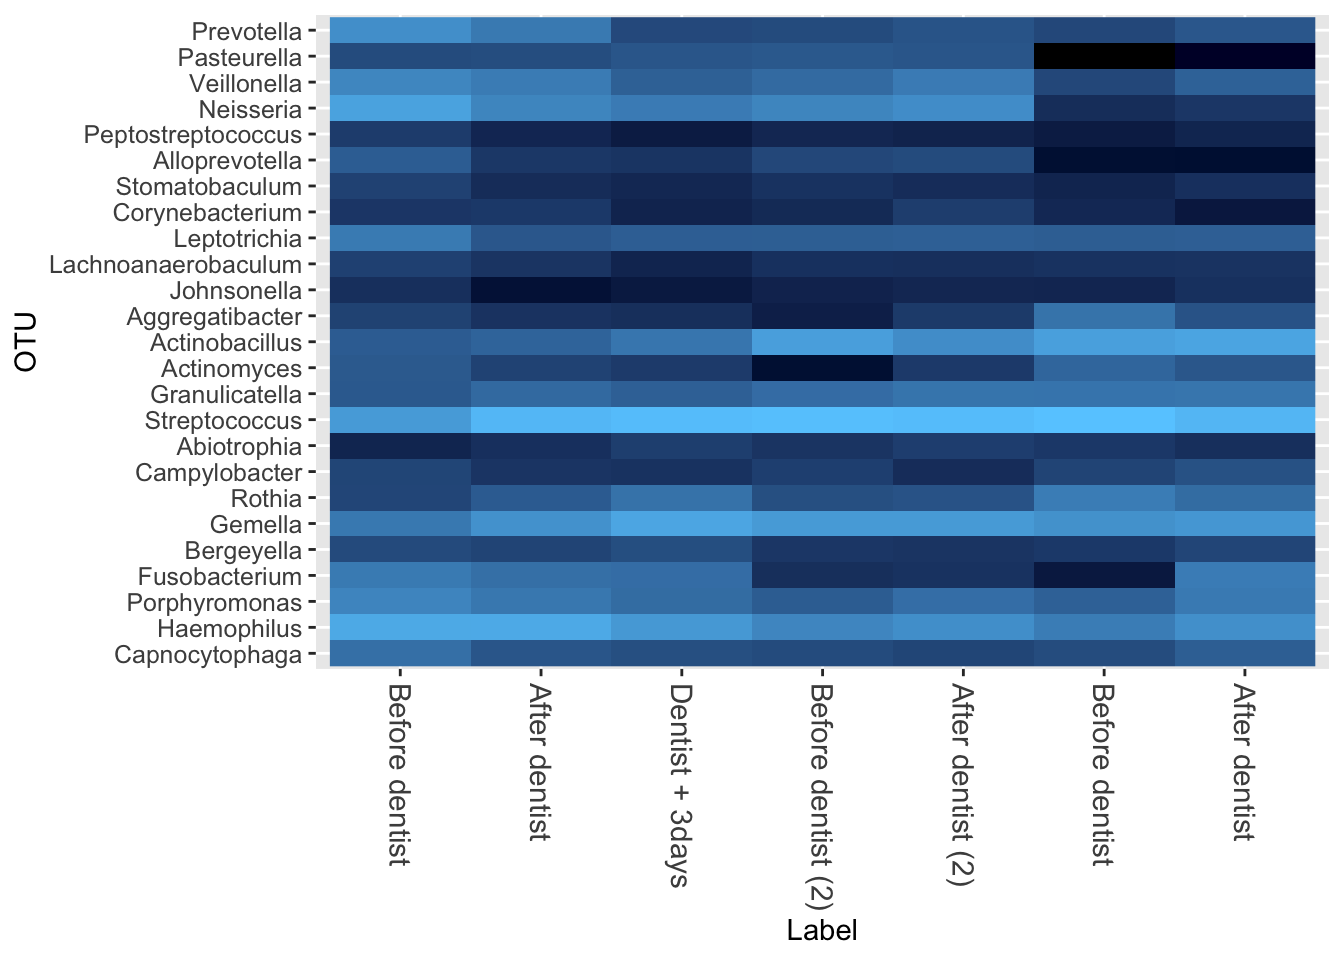 Prevotella
Pasteurella
Veillonella
Neisseria
Peptostreptococcus
Alloprevotella
Stomatobaculum
Corynebacterium
Leptotrichia
Lachnoanaerobaculum
Johnsonella
Aggregatibacter
Actinobacillus
Actinomyces
Granulicatella
Streptococcus
Abiotrophia
Campylobacter
Rothia
Gemella
Bergeyella
Fusobacterium
Porphyromonas
Haemophilus
Capnocytophaga
OTU
Before dentist
After dentist
Dentist + 3days
Before dentist (2)
After dentist (2)
Before dentist
After dentist
Label